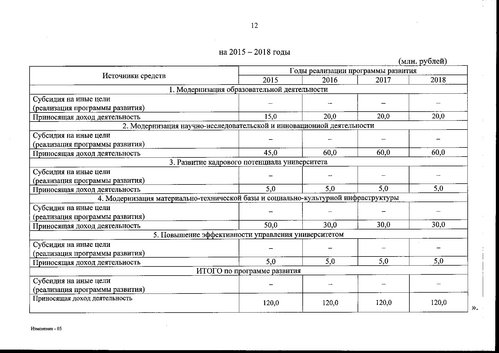 12
на 2015 – 2018 годы
(млн. рублей)
Источники средств Годы реализации программы развития
2015 2016 2017 2018
1. Модернизация образовательной деятельности
Субсидия на иные цели
(реализация программы развития) – – – –
Приносящая доход деятельность 15,0 20,0 20,0 20,0
2. Модернизация научно-исследовательской и инновационной деятельности
Субсидия на иные цели
(реализация программы развития) – – – –
Приносящая доход деятельность 45,0 60,0 60,0 60,0
3. Развитие кадрового потенциала университета
Субсидия на иные цели
(реализация программы развития) – – – –
Приносящая доход деятельность 5,0 5,0 5,0 5,0
4. Модернизация материально-технической базы и социально-культурной инфраструктуры
Субсидия на иные цели
(реализация программы развития) – – – –
Приносящая доход деятельность 50,0 30,0 30,0 30,0
5. Повышение эффективности управления университетом
Субсидия на иные цели
(реализация программы развития) – – – –
Приносящая доход деятельность 5,0 5,0 5,0 5,0
ИТОГО по программе развития
Субсидия на иные цели
(реализация программы развития) – – – –
Приносящая доход деятельность 120,0 120,0 120,0 120,0
Изменения - 03